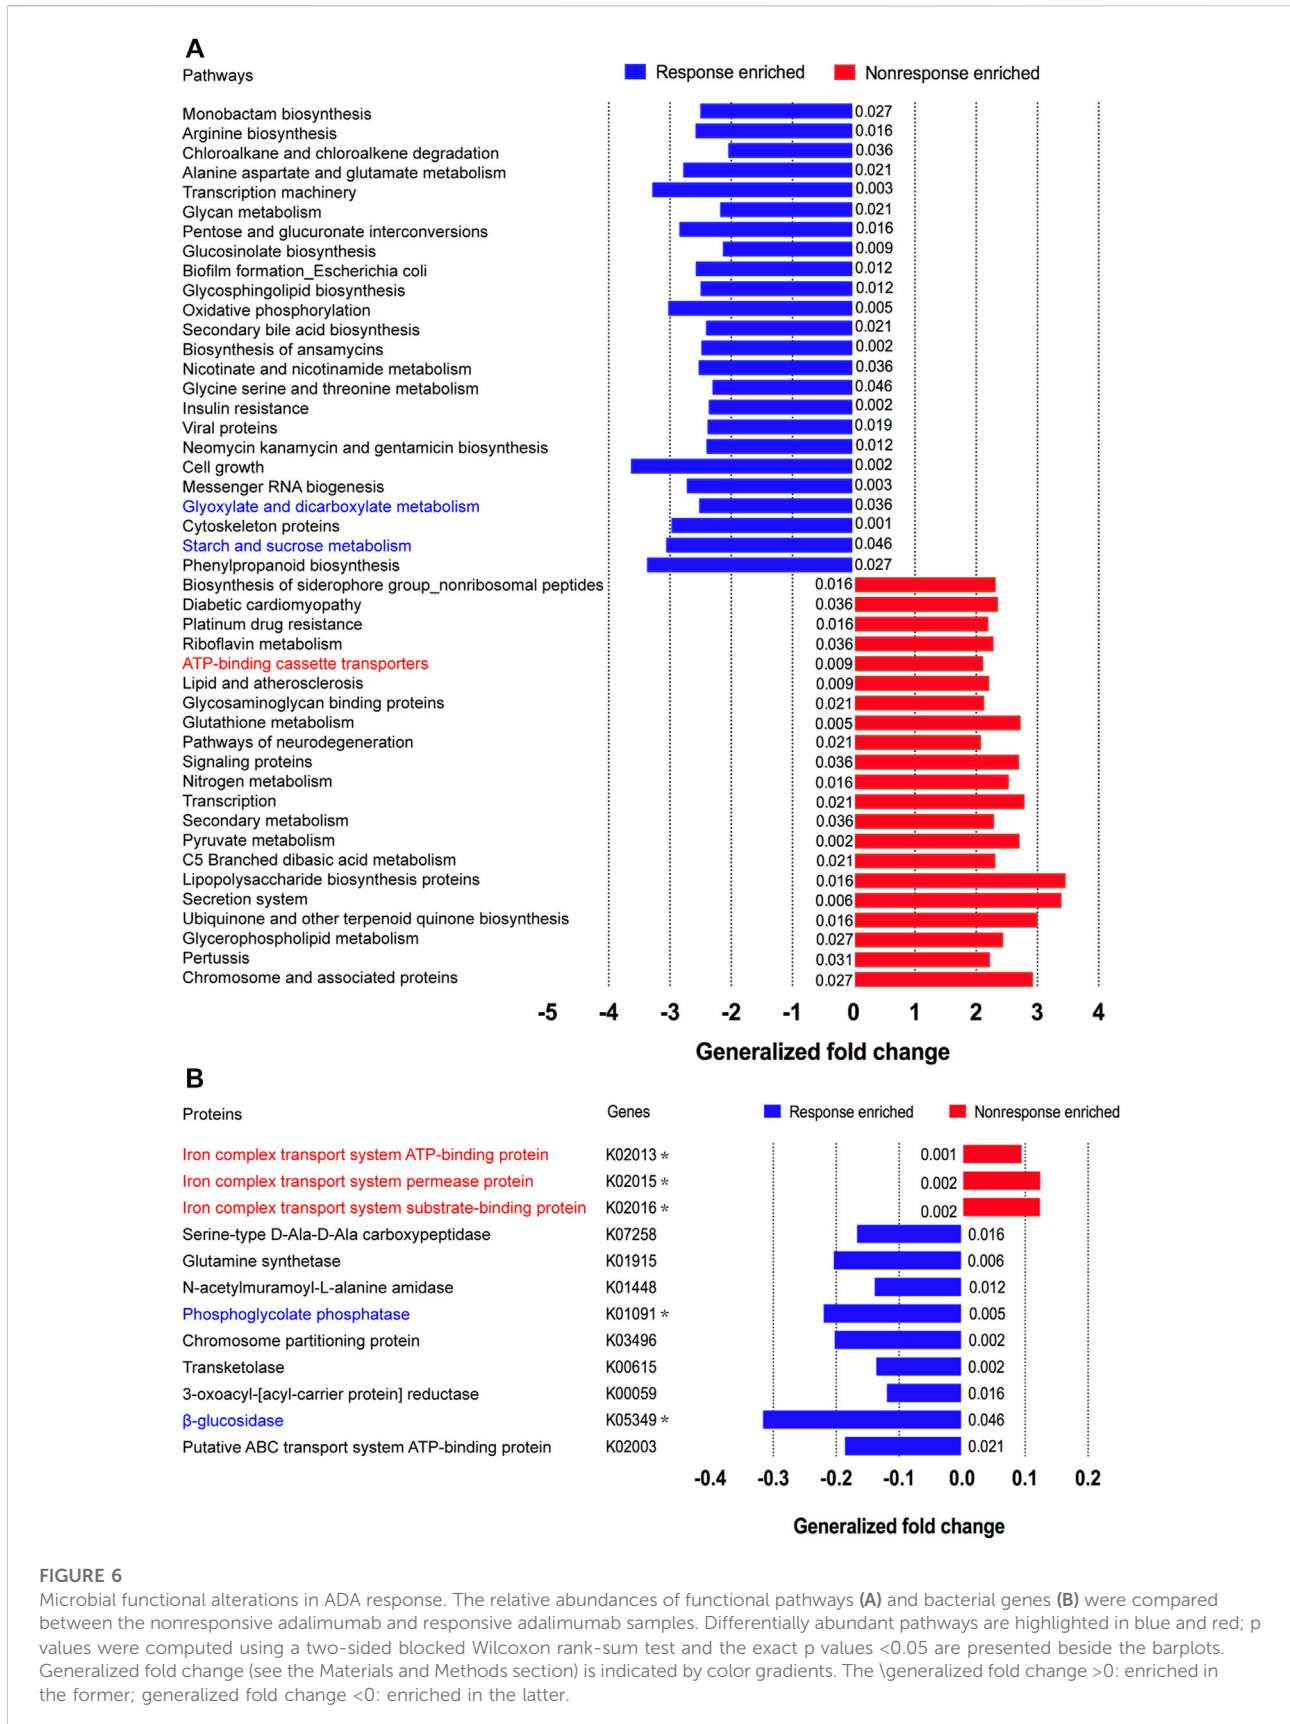 A
Pathways
Response enriched
Nonresponse enriched
Monobactam biosynthesis 0.027
Arginine biosynthesis 0.016
Chloroalkane and chloroalkene degradation 0.036
Alanine aspartate and glutamate metabolism 0.021
Transcription machinery 0.003
Glycan metabolism 0.021
Pentose and glucuronate interconversions 0.016
Glucosinolate biosynthesis 0.009
Biofilm formation_Escherichia coli 0.012
Glycosphingolipid biosynthesis 0.012
Oxidative phosphorylation 0.005
Secondary bile acid biosynthesis 0.021
Biosynthesis of ansamycins 0.002
Nicotinate and nicotinamide metabolism 0.036
Glycine serine and threonine metabolism 0.046
Insulin resistance 0.002
Viral proteins 0.019
Neomycin kanamycin and gentamicin biosynthesis 0.012
Cell growth 0.002
Messenger RNA biogenesis 0.003
Glyoxylate and dicarboxylate metabolism 0.036
Cytoskeleton proteins 0.001
Starch and sucrose metabolism 0.046
Phenylpropanoid biosynthesis 0.027
Biosynthesis of siderophore group_nonribosomal peptides 0.016
Diabetic cardiomyopathy 0.036
Platinum drug resistance 0.016
Riboflavin metabolism 0.036
ATP-binding cassette transporters 0.009
Lipid and atherosclerosis 0.009
Glycosaminoglycan binding proteins 0.021
Glutathione metabolism 0.005
Pathways of neurodegeneration 0.021
Signaling proteins 0.036
Nitrogen metabolism 0.016
Transcription 0.021
Secondary metabolism 0.036
Pyruvate metabolism 0.002
C5 Branched dibasic acid metabolism 0.021
Lipopolysaccharide biosynthesis proteins 0.016
Secretion system 0.006
Ubiquinone and other terpenoid quinone biosynthesis 0.016
Glycerophospholipid metabolism 0.027
Pertussis 0.031
Chromosome and associated proteins 0.027
-5 -4 -3 -2 -1 0 1 2 3 4
Generalized fold change
B
Proteins Genes
Response enriched
Nonresponse enriched
Iron complex transport system ATP-binding protein K02013 * 0.001
Iron complex transport system permease protein K02015 * 0.002
Iron complex transport system substrate-binding protein K02016 * 0.002
Serine-type D-Ala-D-Ala carboxypeptidase K07258 0.016
Glutamine synthetase K01915 0.006
N-acetylmuramoyl-L-alanine amidase K01448 0.012
Phosphoglycolate phosphatase K01091 * 0.005
Chromosome partitioning protein K03496 0.002
Transketolase K00615 0.002
3-oxoacyl-[acyl-carrier protein] reductase K00059 0.016
β-glucosidase K05349 * 0.046
Putative ABC transport system ATP-binding protein K02003 0.021
-0.4 -0.3 -0.2 -0.1 0.0 0.1 0.2
Generalized fold change
FIGURE 6
Microbial functional alterations in ADA response. The relative abundances of functional pathways (A) and bacterial genes (B) were compared
between the nonresponsive adalimumab and responsive adalimumab samples. Differentially abundant pathways are highlighted in blue and red; p
values were computed using a two-sided blocked Wilcoxon rank-sum test and the exact p values <0.05 are presented beside the barplots.
Generalized fold change (see the Materials and Methods section) is indicated by color gradients. The \generalized fold change >0: enriched in
the former; generalized fold change <0: enriched in the latter.